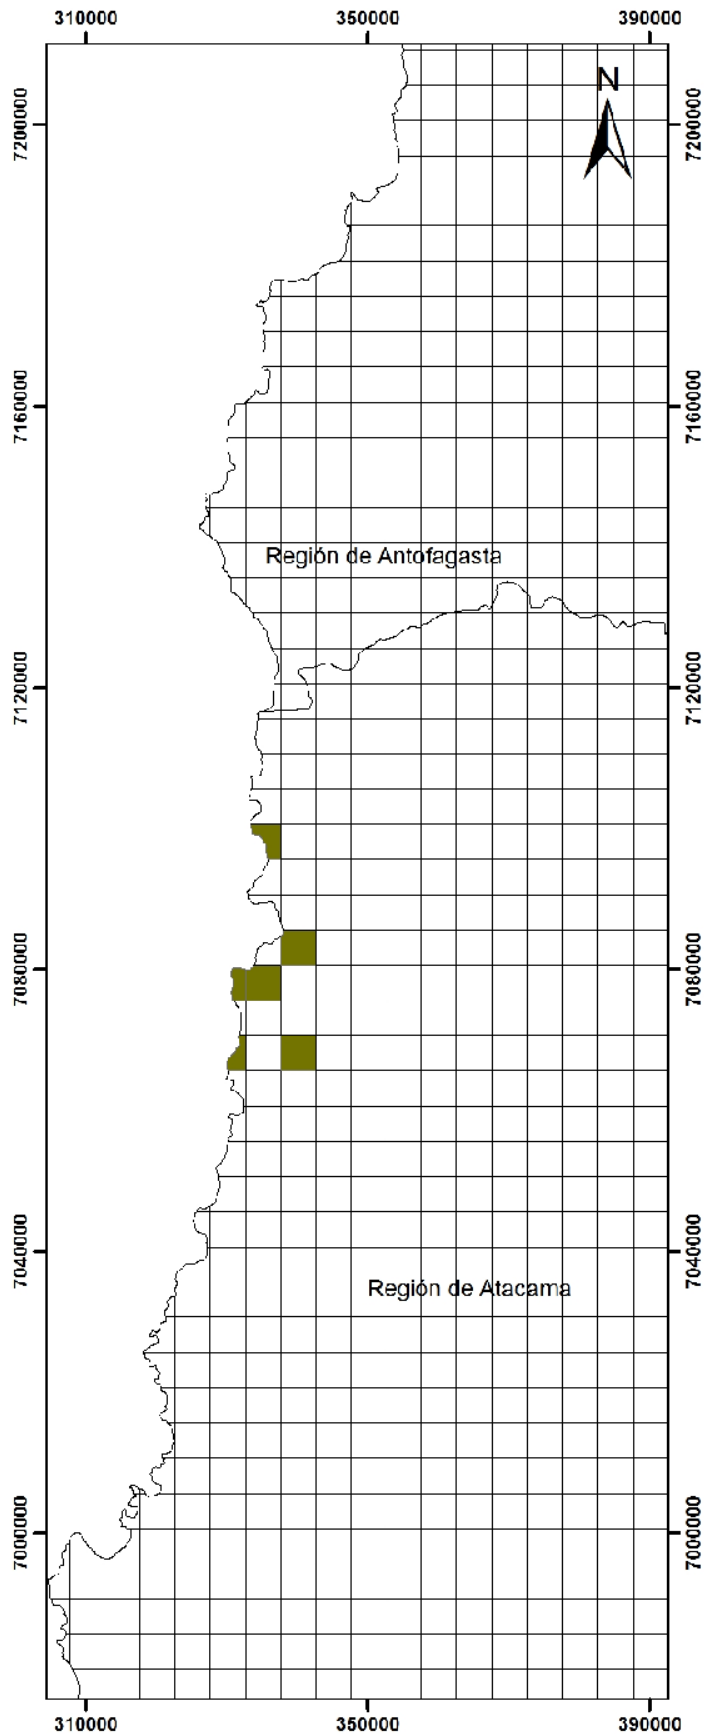 310000 350000 390000
N
7200000 7200000
7160000 7160000
Región de Antofagasta
7120000 7120000
7080000 7080000
7040000 7040000
Región de Atacama
7000000 7000000
310000 350000 390000